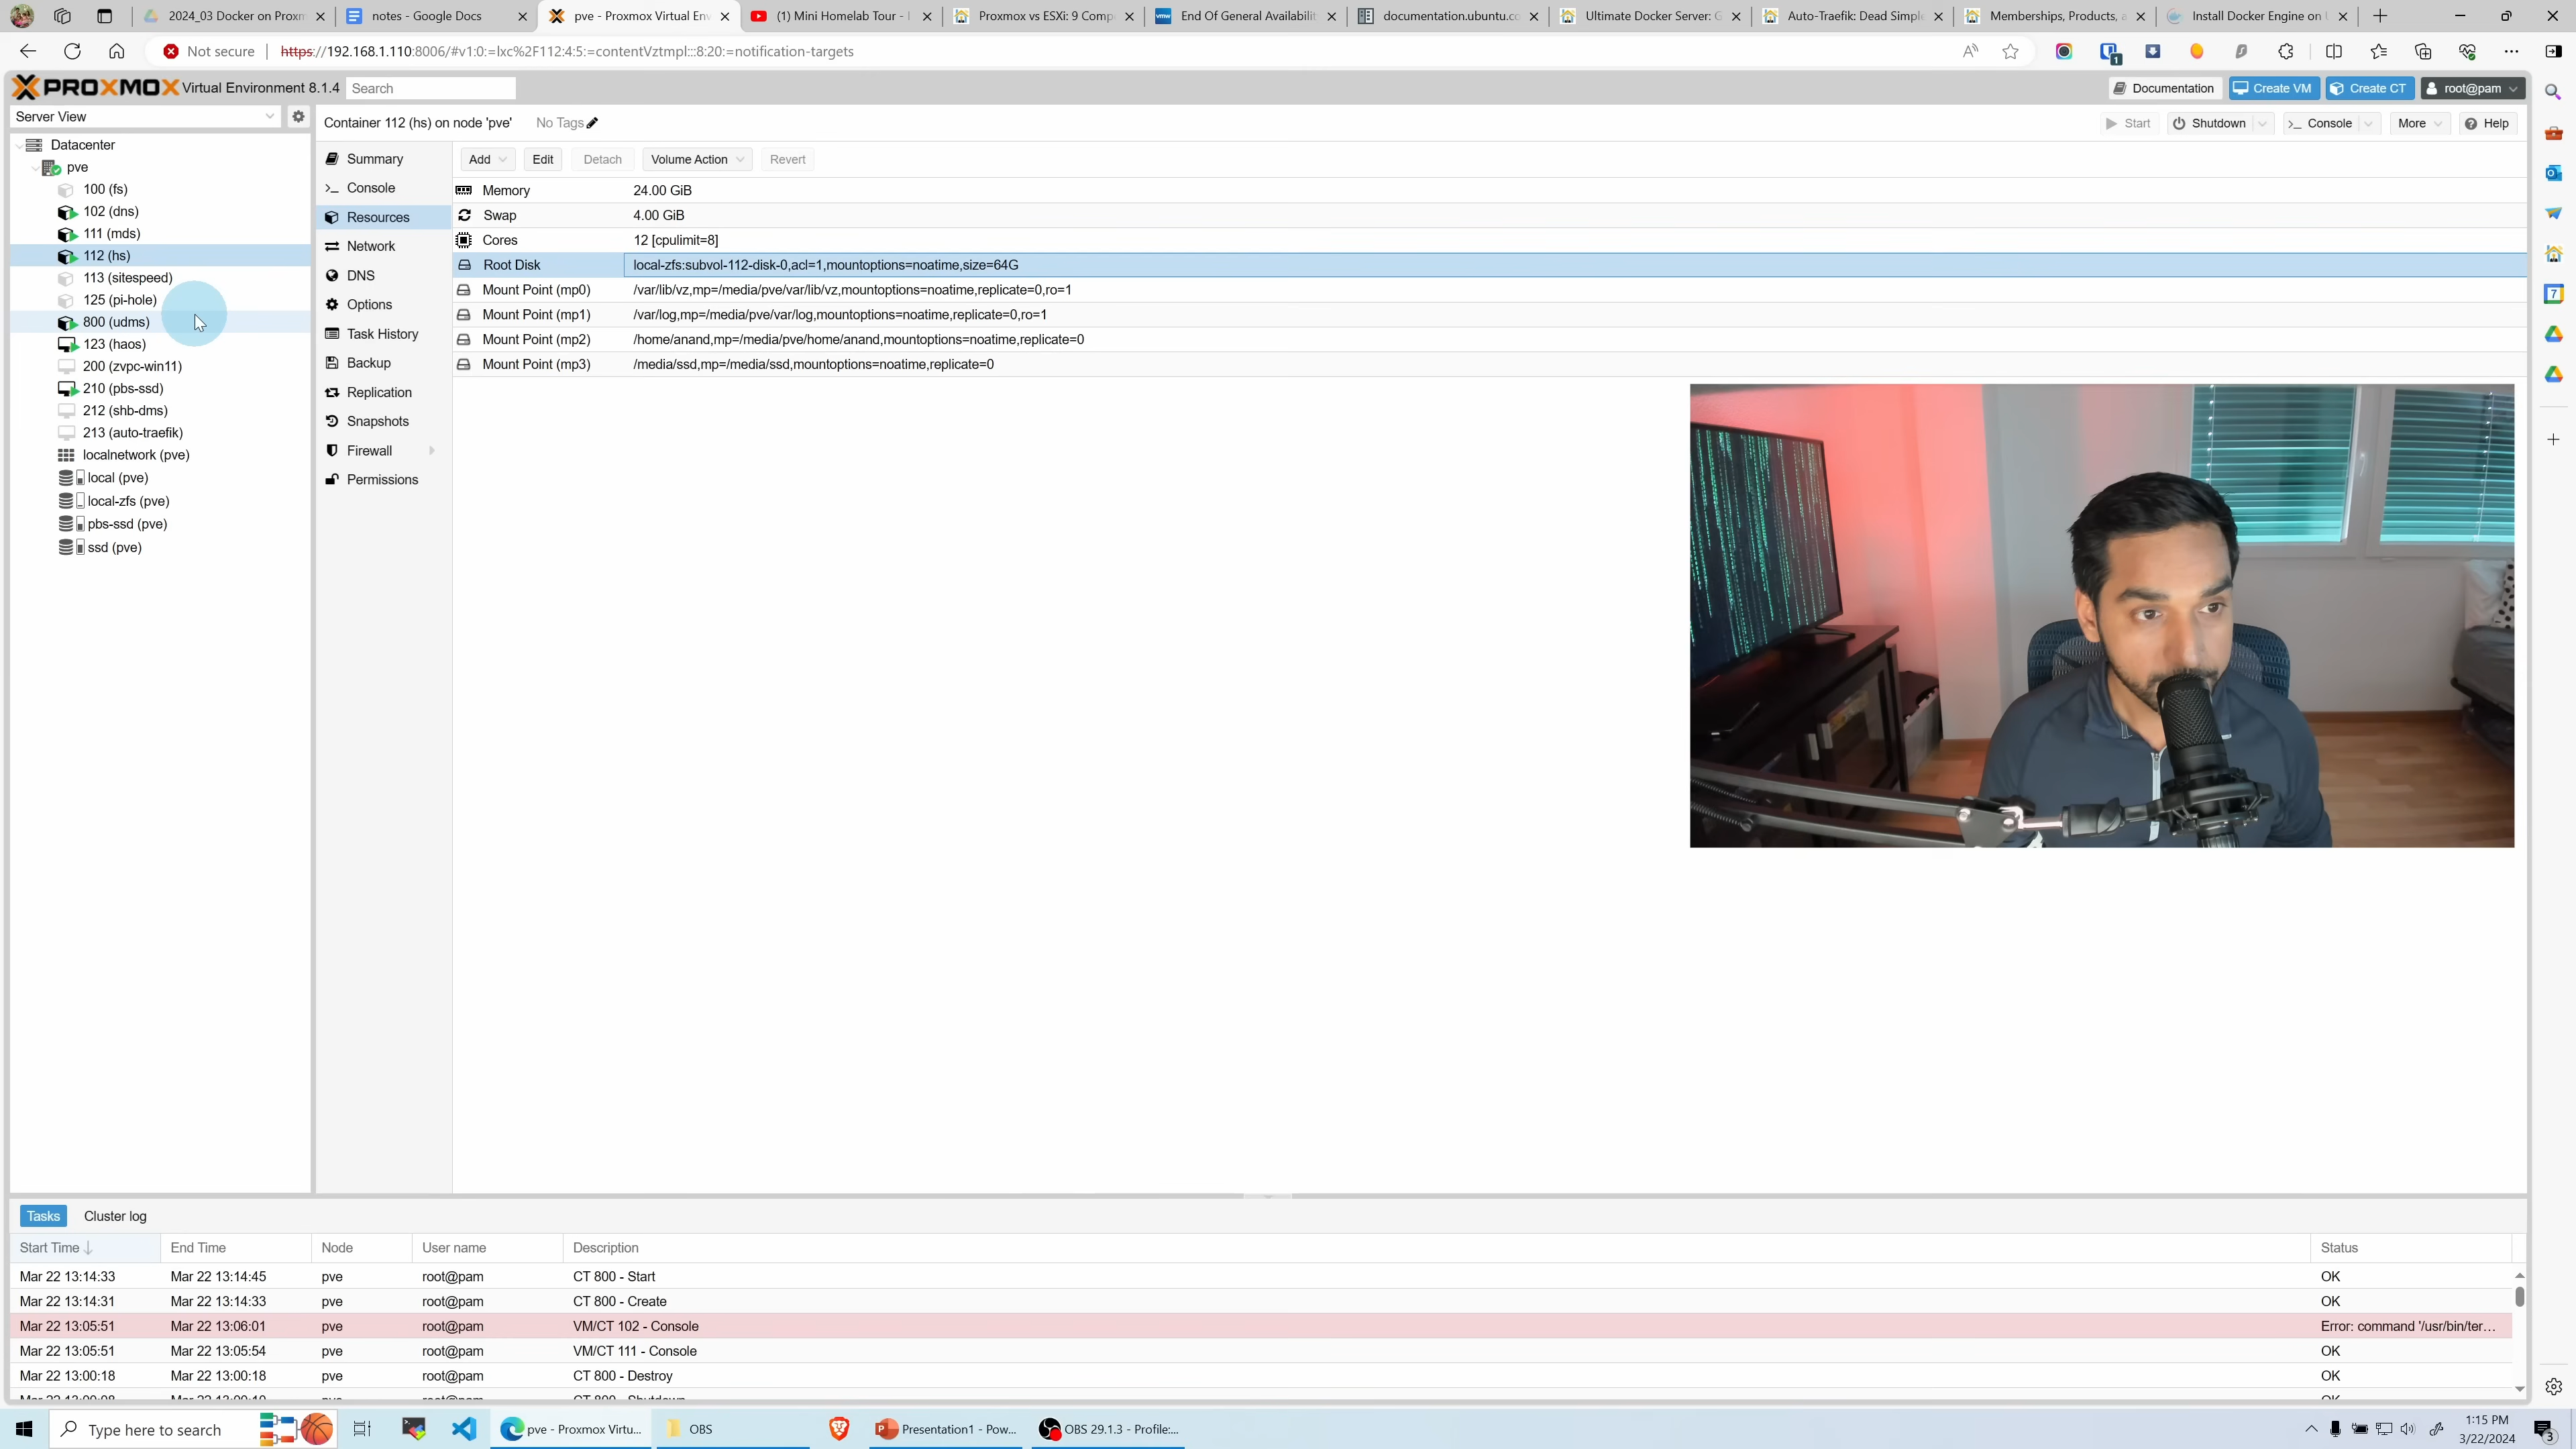 2024_03 Docker on Proxm
notes - Google Docs
pve - Proxmox Virtual Env
(1) Mini Homelab Tour -
Proxmox vs ESXi: 9 Comp
End Of General Availabilit
documentation.ubuntu.co
Ultimate Docker Server: G
Auto-Traefik: Dead Simple
Memberships, Products, a
Install Docker Engine on
Not secure
https://192.168.1.110:8006/#v1:0:=lxc%2F112:4:5:=contentVztmpl:::8:20:=notification-targets
1
7
PROXMOX Virtual Environment 8.1.4
Search
Documentation
Create VM
Create CT
root@pam
Server View
Container 112 (hs) on node 'pve'
No Tags
Start
Shutdown
Console
More
Help
Datacenter
pve
100 (fs)
102 (dns)
111 (mds)
112 (hs)
113 (sitespeed)
125 (pi-hole)
800 (udms)
123 (haos)
200 (zvpc-win11)
210 (pbs-ssd)
212 (shb-dms)
213 (auto-traefik)
localnetwork (pve)
local (pve)
local-zfs (pve)
pbs-ssd (pve)
ssd (pve)
Summary
Console
Resources
Network
DNS
Options
Task History
Backup
Replication
Snapshots
Firewall
Permissions
Add
Edit
Detach
Volume Action
Revert
Memory 24.00 GiB
Swap 4.00 GiB
Cores 12 [cpulimit=8]
Root Disk local-zfs:subvol-112-disk-0,acl=1,mountoptions=noatime,size=64G
Mount Point (mp0) /var/lib/vz,mp=/media/pve/var/lib/vz,mountoptions=noatime,replicate=0,ro=1
Mount Point (mp1) /var/log,mp=/media/pve/var/log,mountoptions=noatime,replicate=0,ro=1
Mount Point (mp2) /home/anand,mp=/media/pve/home/anand,mountoptions=noatime,replicate=0
Mount Point (mp3) /media/ssd,mp=/media/ssd,mountoptions=noatime,replicate=0
Tasks
Cluster log
Start Time End Time Node User name Description Status
Mar 22 13:14:33 Mar 22 13:14:45 pve root@pam CT 800 - Start OK
Mar 22 13:14:31 Mar 22 13:14:33 pve root@pam CT 800 - Create OK
Mar 22 13:05:51 Mar 22 13:06:01 pve root@pam VM/CT 102 - Console Error: command '/usr/bin/ter...
Mar 22 13:05:51 Mar 22 13:05:54 pve root@pam VM/CT 111 - Console OK
Mar 22 13:00:18 Mar 22 13:00:18 pve root@pam CT 800 - Destroy OK
Type here to search
pve - Proxmox Virtu...
OBS
Presentation1 - Pow...
OBS 29.1.3 - Profile:...
1:15 PM
3/22/2024
3